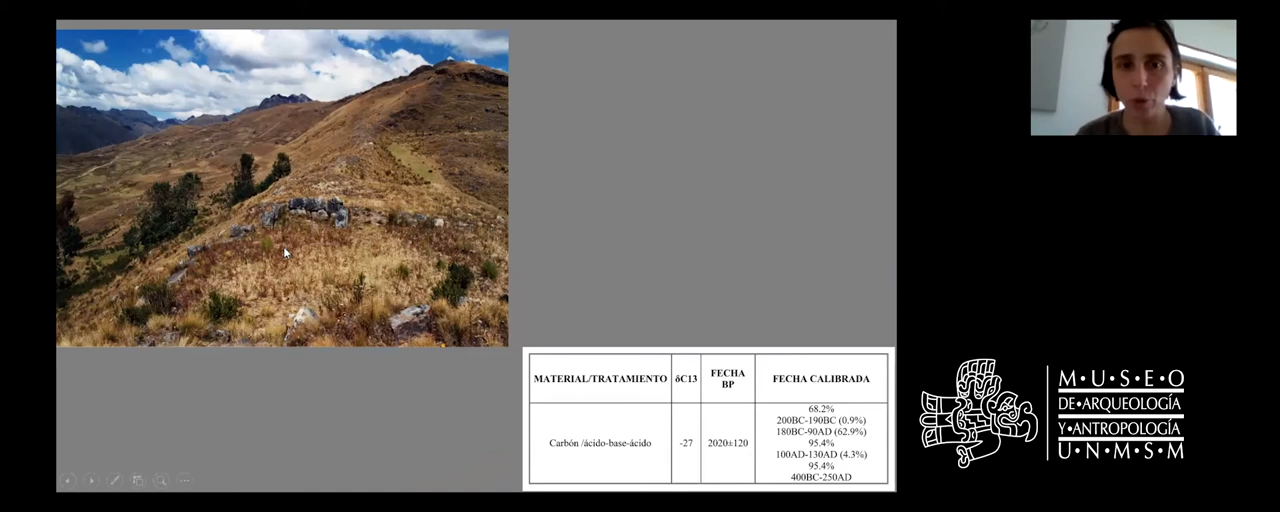 MATERIAL/TRATAMIENTO δC13 FECHA BP FECHA CALIBRADA
Carbón /ácido-base-ácido -27 2020±120
68.2%
200BC-190BC (0.9%)
180BC-90AD (62.9%)
95.4%
100AD-130AD (4.3%)
95.4%
400BC-250AD
M•U•S•E•O
DE•ARQUEOLOGÍA
Y•ANTROPOLOGÍA
U•N•M•S•M